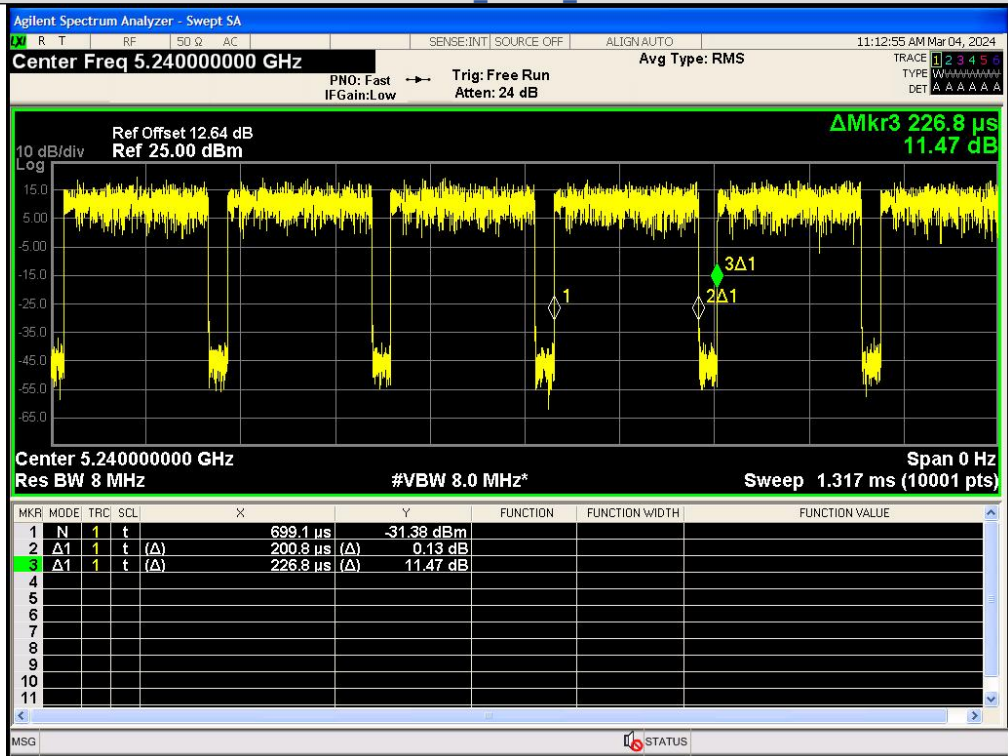 Agilent Spectrum Analyzer - Swept SA
LXI R T RF 50 Ω AC SENSE:INT SOURCE OFF ALIGN AUTO 11:12:55 AM Mar 04, 2024
Center Freq 5.240000000 GHz Avg Type: RMS TRACE 1 2 3 4 5 6
PNO: Fast Trig: Free Run TYPE W
IFGain:Low Atten: 24 dB DET A A A A A A
ΔMkr3 226.8 µs
11.47 dB
Ref Offset 12.64 dB
10 dB/div Ref 25.00 dBm
Log
15.0
5.00
-5.00
-15.0
3Δ1
-25.0
1
2Δ1
-35.0
-45.0
-55.0
-65.0
Center 5.240000000 GHz Span 0 Hz
Res BW 8 MHz #VBW 8.0 MHz* Sweep 1.317 ms (10001 pts)
MKR MODE TRC SCL X Y FUNCTION FUNCTION WIDTH FUNCTION VALUE
1 N 1 t 699.1 µs -31.38 dBm
2 Δ1 1 t (Δ) 200.8 µs (Δ) 0.13 dB
3 Δ1 1 t (Δ) 226.8 µs (Δ) 11.47 dB
4
5
6
7
8
9
10
11
MSG STATUS